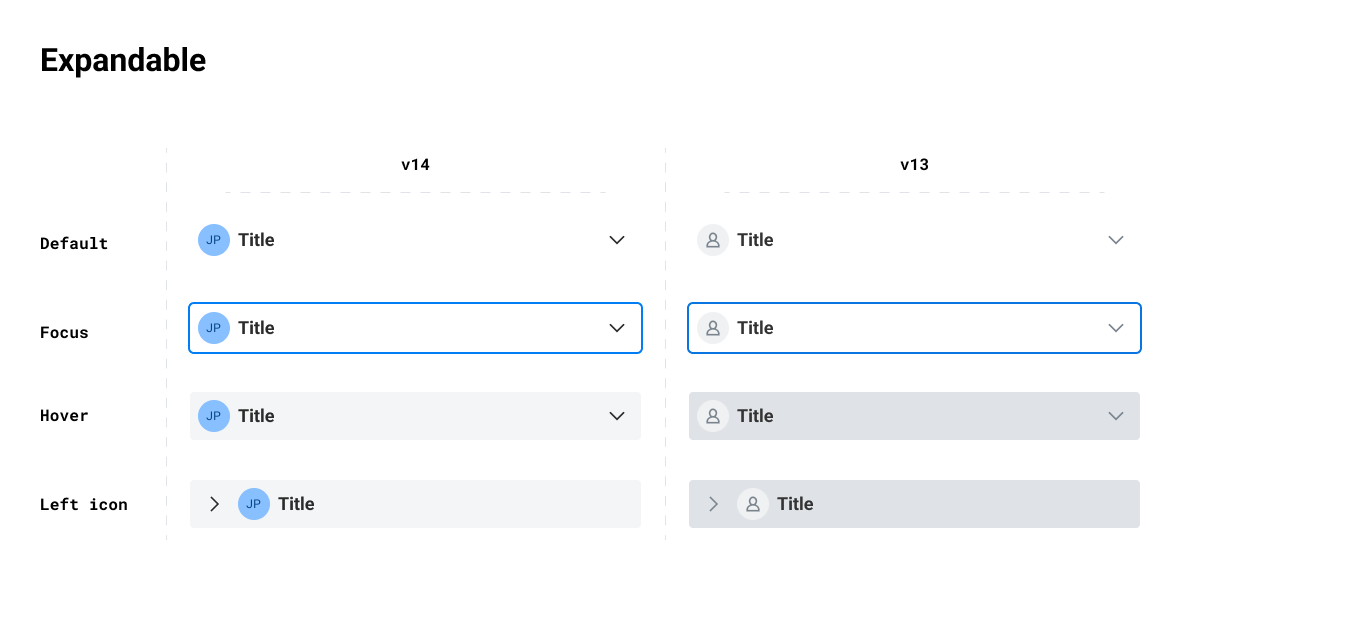 Expandable
v14 v13
Default JP Title Title
Focus JP Title Title
Hover JP Title Title
Left icon JP Title Title